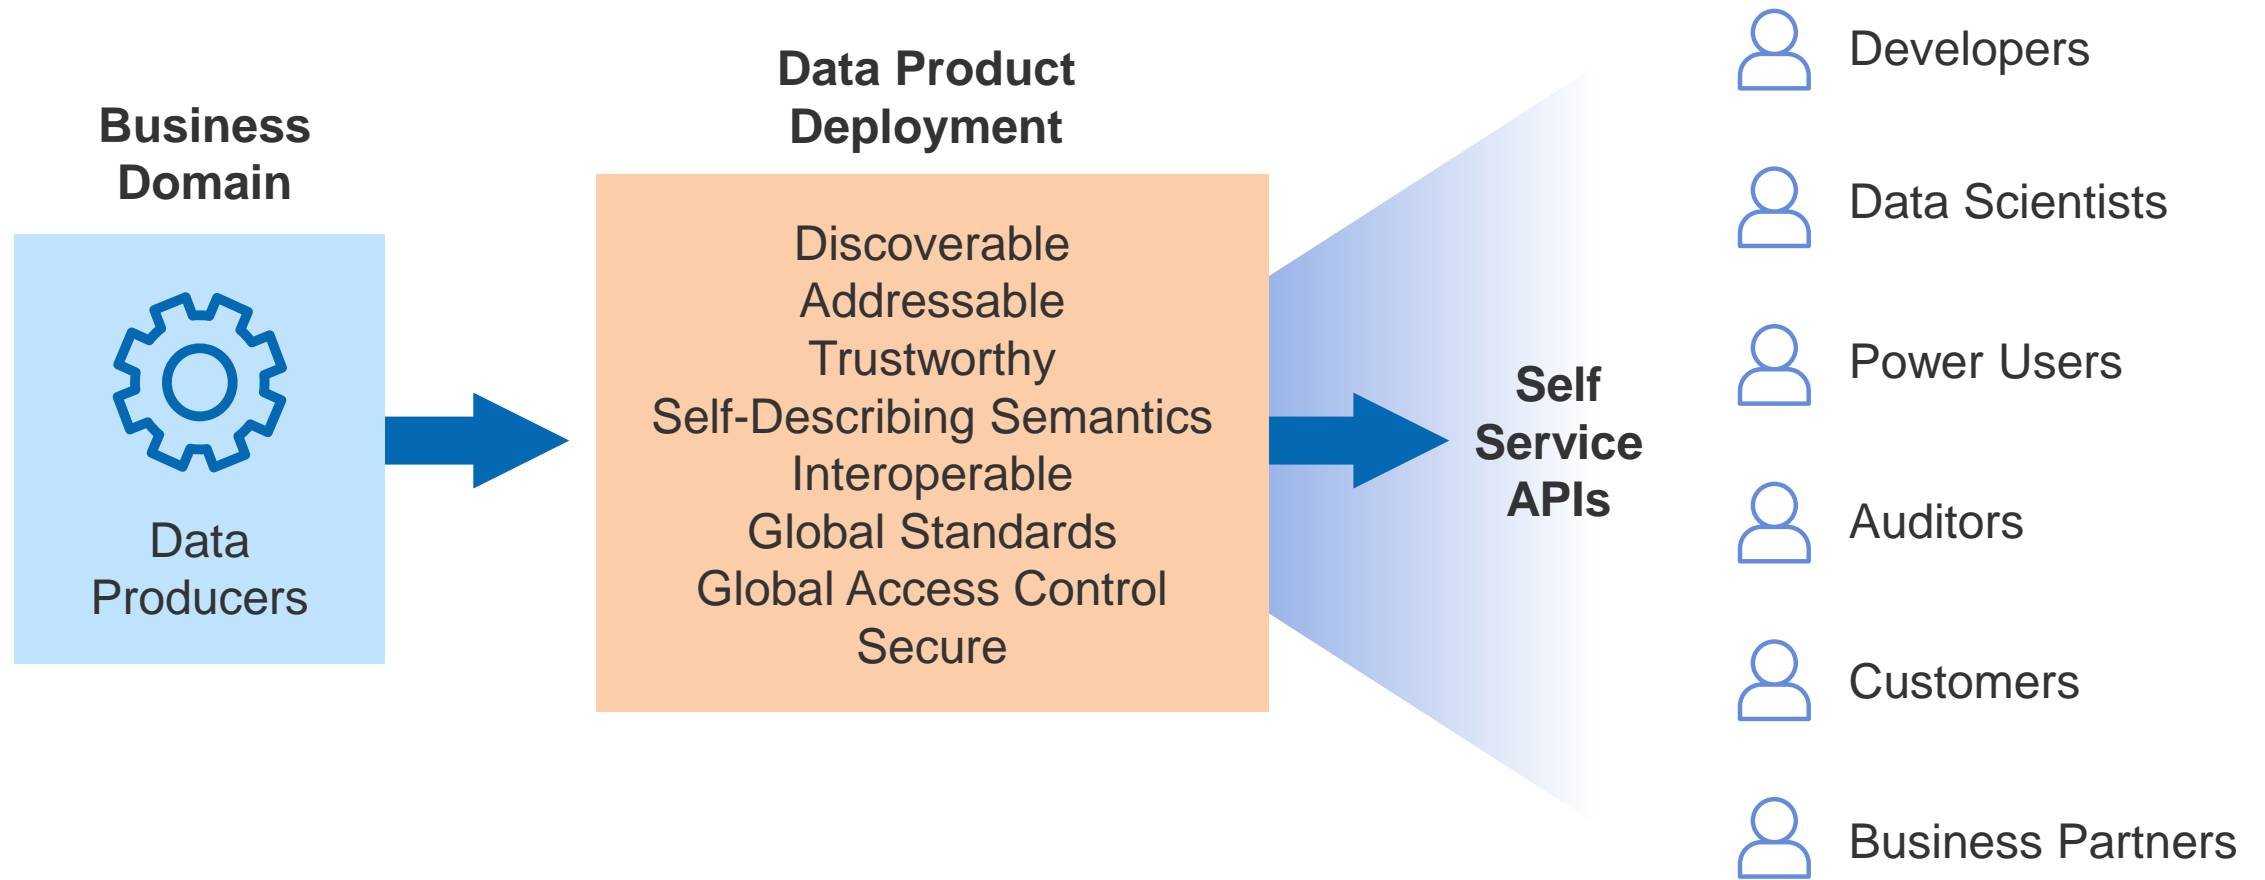 Business
Domain
Data
Producers
Data Product
Deployment
Discoverable
Addressable
Trustworthy
Self-Describing Semantics
Interoperable
Global Standards
Global Access Control
Secure
Self
Service
APIs
Developers
Data Scientists
Power Users
Auditors
Customers
Business Partners